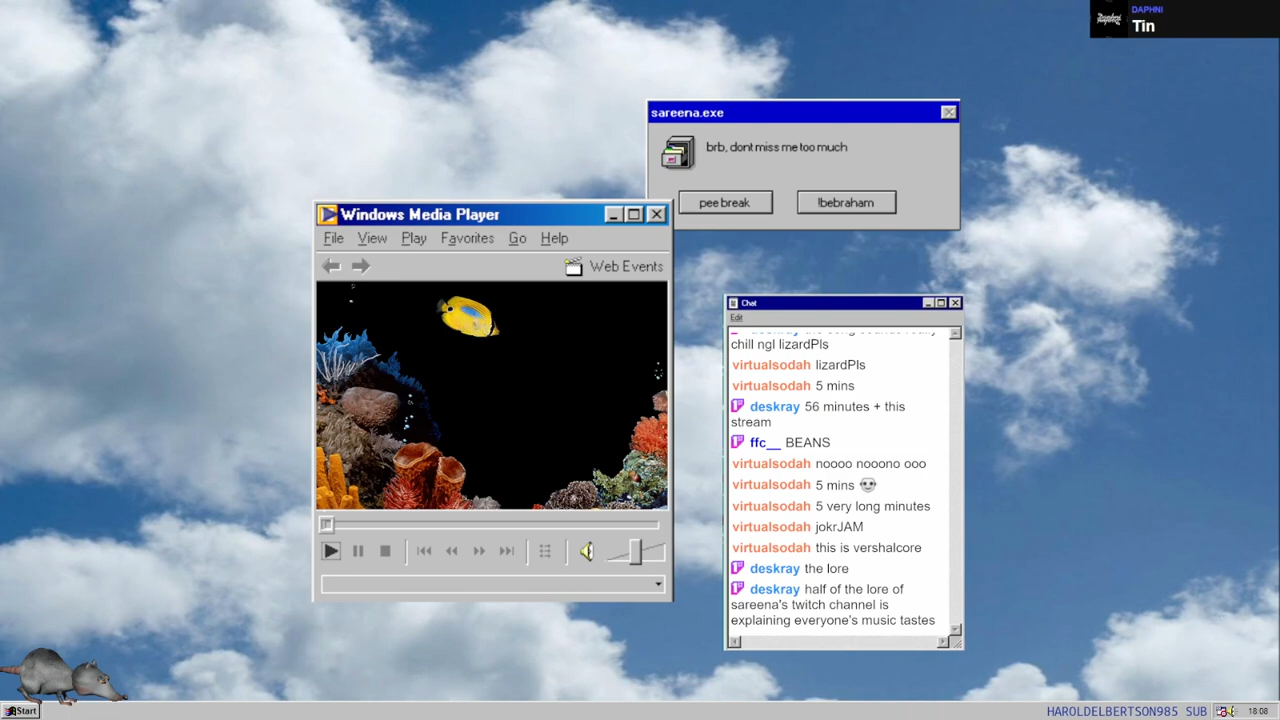 DAPHNI
Tin
sareena.exe
brb, dont miss me too much
pee break
!bebraham
Windows Media Player
File View Play Favorites Go Help
Web Events
Chat
Edit
chill ngl lizardPls
virtualsodah lizardPls
virtualsodah 5 mins
deskray 56 minutes + this
stream
ffc__ BEANS
virtualsodah noooo nooono ooo
virtualsodah 5 mins
virtualsodah 5 very long minutes
virtualsodah jokrJAM
virtualsodah this is vershalcore
deskray the lore
deskray half of the lore of
sareena's twitch channel is
explaining everyone's music tastes
Start
HAROLDELBERTSON985 SUB
18:08